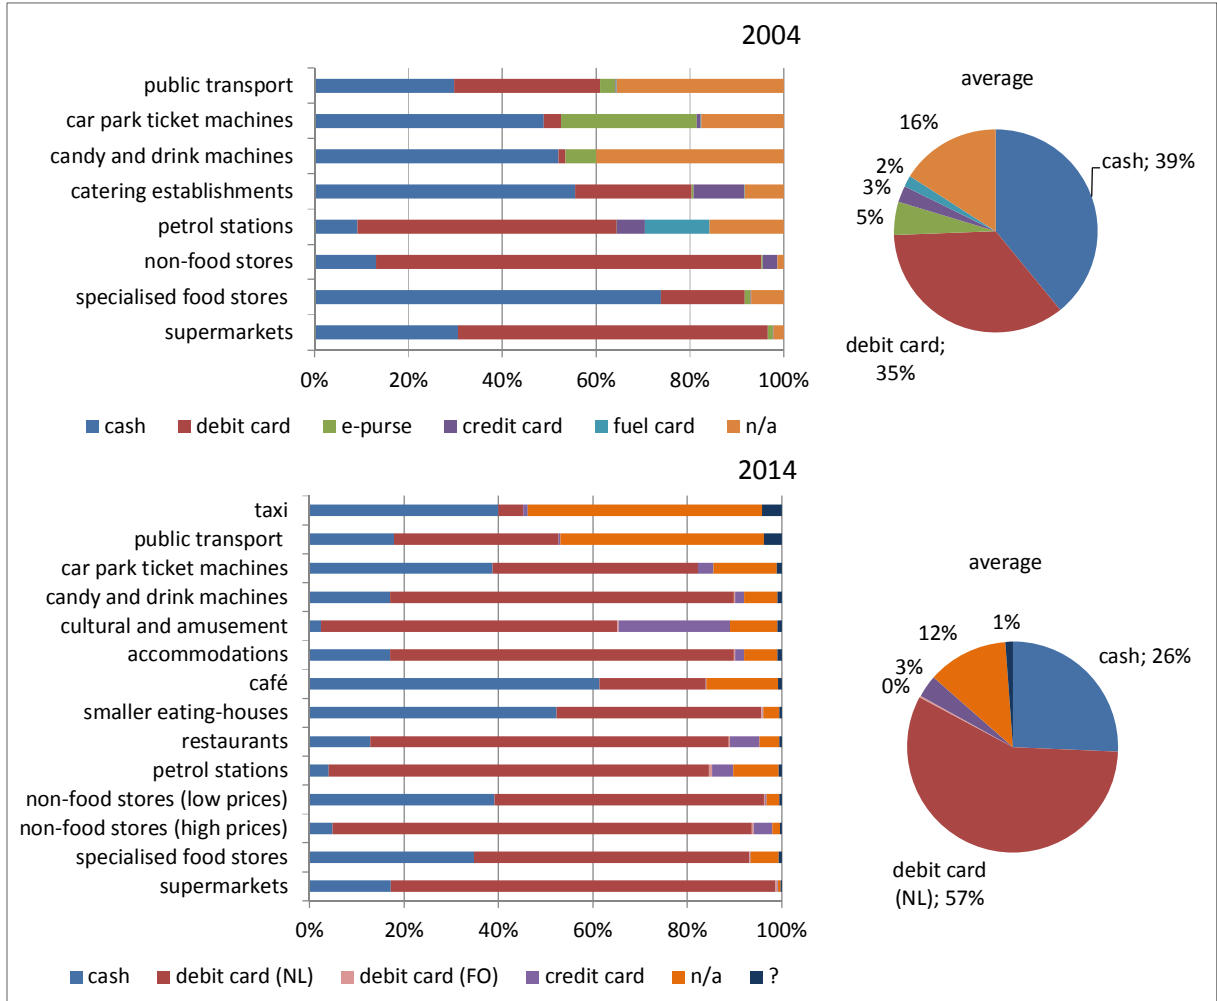 2004
public transport
car park ticket machines
candy and drink machines
catering establishments
petrol stations
non-food stores
specialised food stores
supermarkets
0% 20% 40% 60% 80% 100%
cash debit card e-purse credit card fuel card n/a
average
16%
2%
3%
5%
cash; 39%
debit card;
35%
2014
taxi
public transport
car park ticket machines
candy and drink machines
cultural and amusement
accommodations
café
smaller eating-houses
restaurants
petrol stations
non-food stores (low prices)
non-food stores (high prices)
specialised food stores
supermarkets
0% 20% 40% 60% 80% 100%
cash debit card (NL) debit card (FO) credit card n/a ?
average
1%
12%
3%
0%
cash; 26%
debit card
(NL); 57%